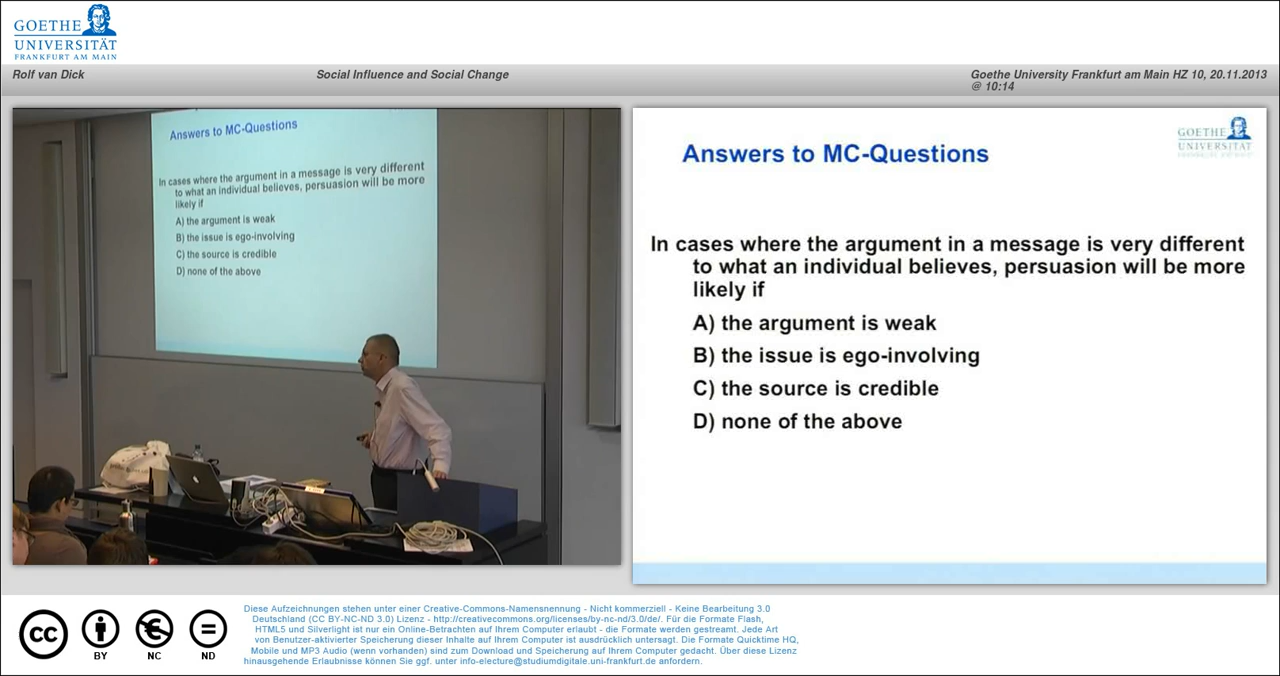 GOETHE
UNIVERSITÄT
FRANKFURT AM MAIN
Rolf van Dick
Social Influence and Social Change
Goethe University Frankfurt am Main HZ 10, 20.11.2013
@ 10:14
Answers to MC-Questions
In cases where the argument in a message is very different
to what an individual believes, persuasion will be more
likely if
A) the argument is weak
B) the issue is ego-involving
C) the source is credible
D) none of the above
GOETHE
UNIVERSITÄT
Answers to MC-Questions
In cases where the argument in a message is very different
to what an individual believes, persuasion will be more
likely if
A) the argument is weak
B) the issue is ego-involving
C) the source is credible
D) none of the above
cc
BY
NC
ND
Diese Aufzeichnungen stehen unter einer Creative-Commons-Namensnennung - Nicht kommerziell - Keine Bearbeitung 3.0
Deutschland (CC BY-NC-ND 3.0) Lizenz - http://creativecommons.org/licenses/by-nc-nd/3.0/de/. Für die Formate Flash,
HTML5 und Silverlight ist nur ein Online-Betrachten auf Ihrem Computer erlaubt - die Formate werden gestreamt. Jede Art
von Benutzer-aktivierter Speicherung dieser Inhalte auf Ihrem Computer ist ausdrücklich untersagt. Die Formate Quicktime HQ,
Mobile und MP3 Audio (wenn vorhanden) sind zum Download und Speicherung auf Ihrem Computer gedacht. Über diese Lizenz
hinausgehende Erlaubnisse können Sie ggf. unter info-electure@studiumdigitale.uni-frankfurt.de anfordern.